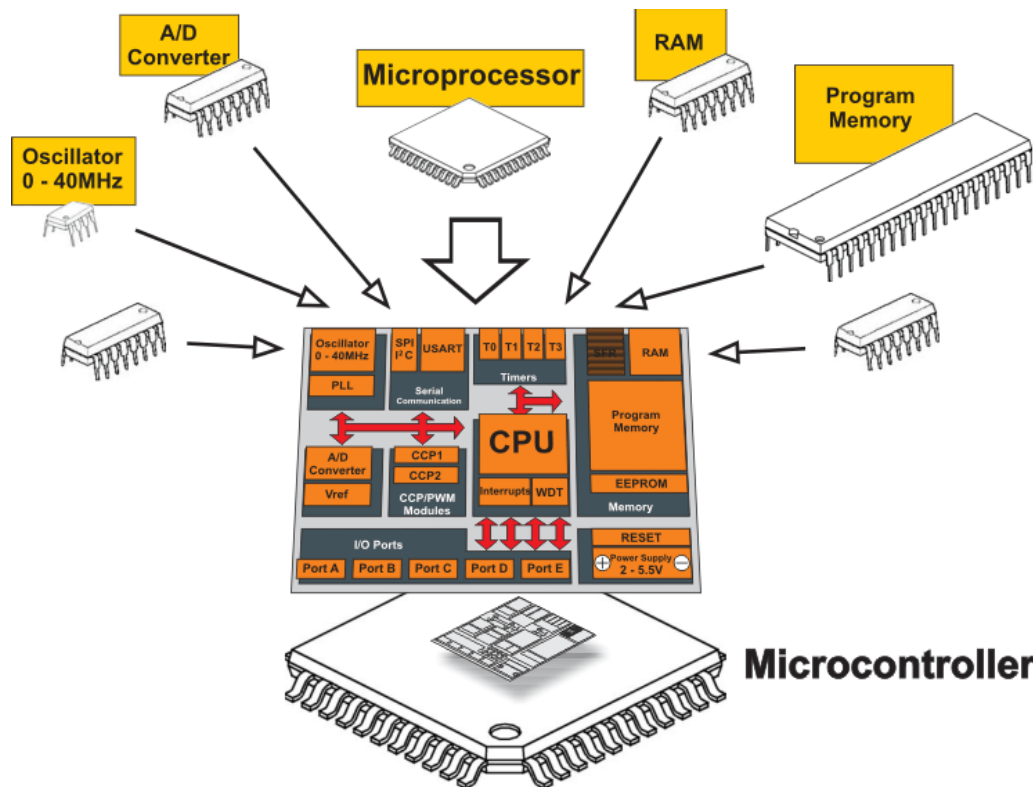 A/D
Converter
Microprocessor
RAM
Program
Memory
Oscillator
0 - 40MHz
Oscillator
0 - 40MHz
PLL
SPI
I²C
USART
Serial
Communication
T0
T1
T2
T3
Timers
SFR
RAM
Program
Memory
EEPROM
Memory
CPU
Interrupts
WDT
A/D
Converter
Vref
CCP1
CCP2
CCP/PWM
Modules
I/O Ports
Port A
Port B
Port C
Port D
Port E
RESET
Power Supply
+
2 - 5.5V
−
Microcontroller